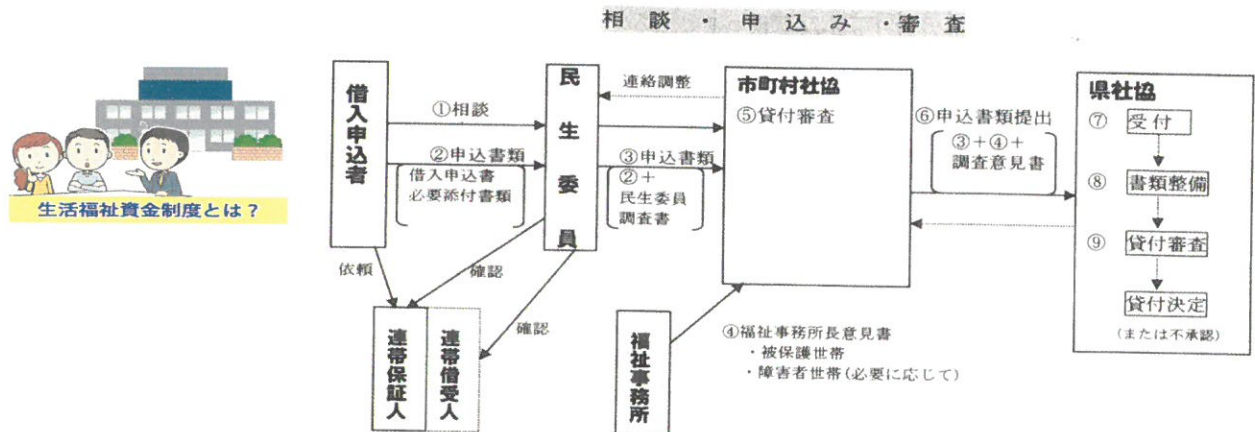 相談・申込み・審査
生活福祉資金制度とは？
借入申込者
①相談
②申込書類
借入申込書
必要添付書類
民生委員
連絡調整
③申込書類
②＋
民生委員
調査書
市町村社協
⑤貸付審査
⑥申込書類提出
③＋④＋
調査意見書
県社協
⑦ 受付
⑧ 書類整備
⑨ 貸付審査
貸付決定
(または不承認)
依頼
確認
確認
連帯保証人
連帯借受人
福祉事務所
④福祉事務所長意見書
・被保護世帯
・障害者世帯(必要に応じて)